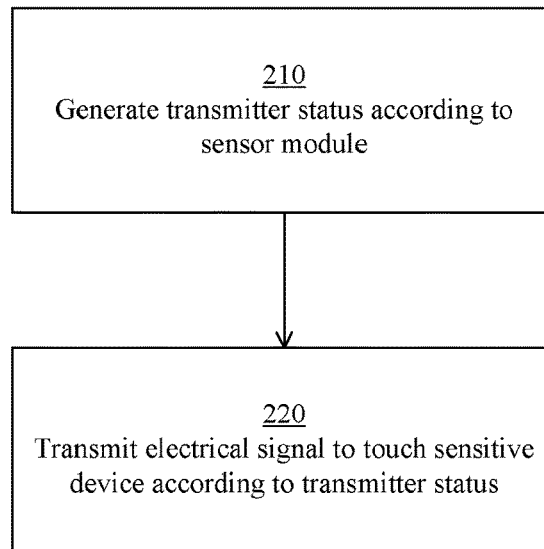 210
Generate transmitter status according to
sensor module
220
Transmit electrical signal to touch sensitive
device according to transmitter status